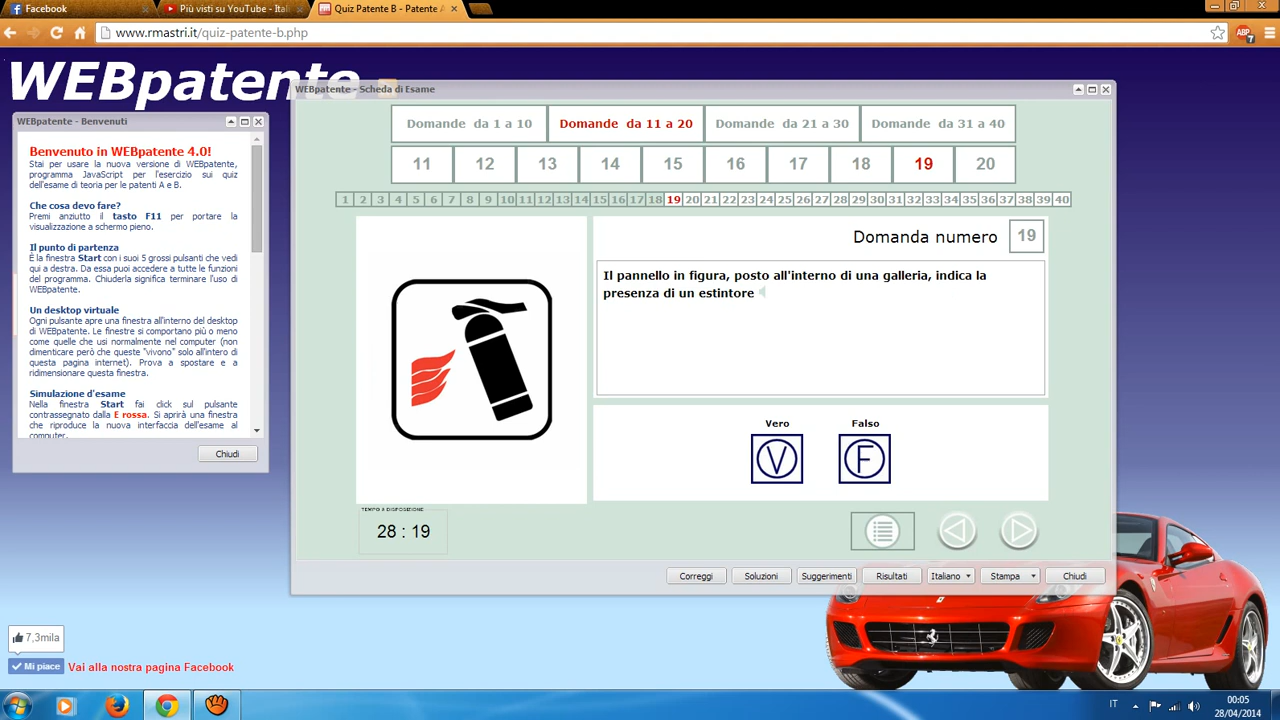 Facebook
Più visti su YouTube - Itali
Quiz Patente B - Patente A
www.rmastri.it/quiz-patente-b.php
ABP
7
WEBpatente
WEBpatente - Benvenuti
Benvenuto in WEBpatente 4.0!
Stai per usare la nuova versione di WEBpatente,
programma JavaScript per l'esercizio sui quiz
dell'esame di teoria per le patenti A e B.
Che cosa devo fare?
Premi anziutto il tasto F11 per portare la
visualizzazione a schermo pieno.
Il punto di partenza
È la finestra Start con i suoi 5 grossi pulsanti che vedi
qui a destra. Da essa puoi accedere a tutte le funzioni
del programma. Chiuderla significa terminare l'uso di
WEBpatente.
Un desktop virtuale
Ogni pulsante apre una finestra all'interno del desktop
di WEBpatente. Le finestre si comportano più o meno
come quelle che usi normalmente nel computer (non
dimenticare però che queste "vivono" solo all'intero di
questa pagina internet). Prova a spostare e a
ridimensionare questa finestra.
Simulazione d'esame
Nella finestra Start fai click sul pulsante
contrassegnato dalla E rossa. Si aprirà una finestra
che riproduce la nuova interfaccia dell'esame al
computer.
Chiudi
WEBpatente - Scheda di Esame
Domande da 1 a 10 Domande da 11 a 20 Domande da 21 a 30 Domande da 31 a 40
11 12 13 14 15 16 17 18 19 20
1 2 3 4 5 6 7 8 9 10 11 12 13 14 15 16 17 18 19 20 21 22 23 24 25 26 27 28 29 30 31 32 33 34 35 36 37 38 39 40
Domanda numero 19
Il pannello in figura, posto all'interno di una galleria, indica la
presenza di un estintore
Vero Falso
V F
TEMPO A DISPOSIZIONE
28 : 19
Correggi Soluzioni Suggerimenti Risultati Italiano Stampa Chiudi
7,3mila
Mi piace Vai alla nostra pagina Facebook
IT
00:05
28/04/2014